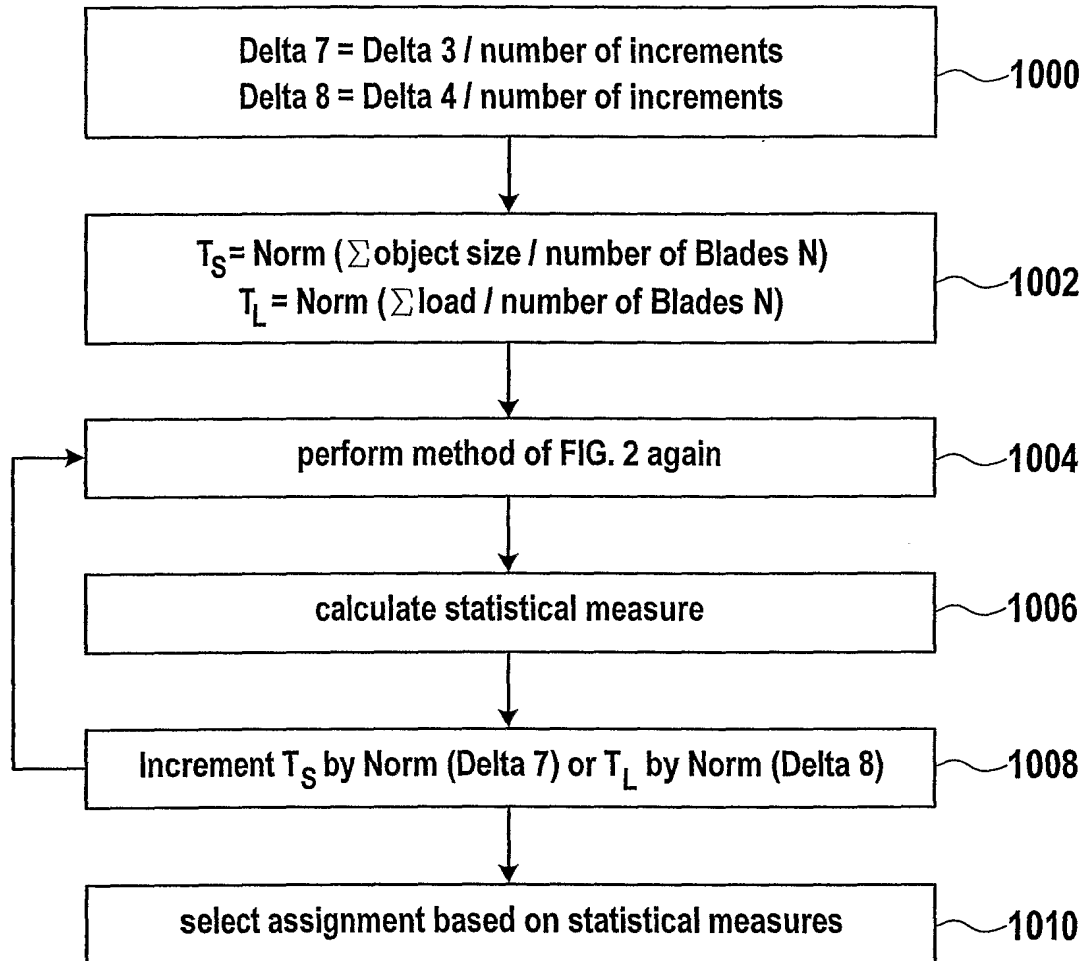 Delta 7 = Delta 3 / number of increments
Delta 8 = Delta 4 / number of increments
1000
TS = Norm (∑object size / number of Blades N)
TL = Norm (∑load / number of Blades N)
1002
perform method of FIG. 2 again
1004
calculate statistical measure
1006
Increment TS by Norm (Delta 7) or TL by Norm (Delta 8)
1008
select assignment based on statistical measures
1010